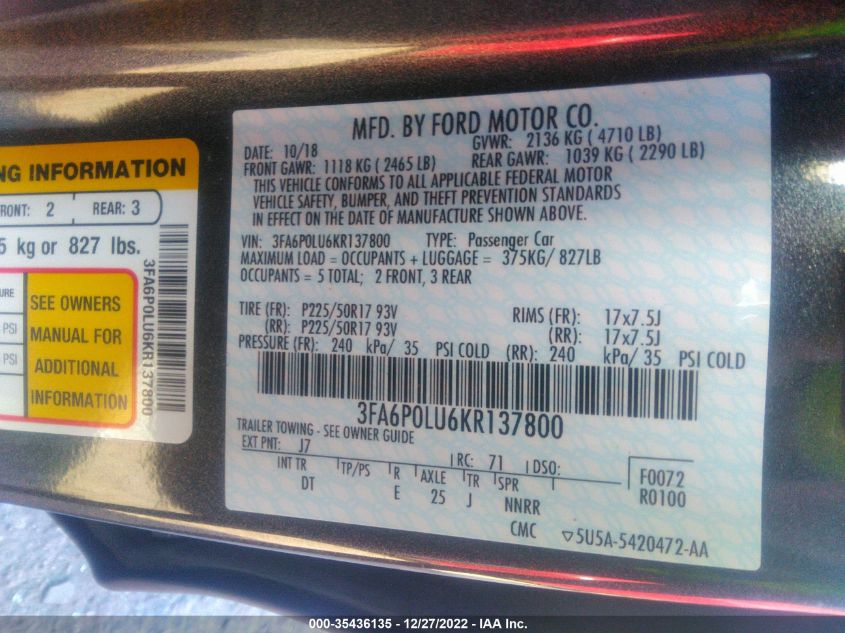 NG INFORMATION
RONT: 2 REAR: 3
5 kg or 827 lbs.
URE
PSI
PSI
SEE OWNERS
MANUAL FOR
ADDITIONAL
INFORMATION
3FA6P0LU6KR137800
MFD. BY FORD MOTOR CO.
DATE: 10/18 GVWR: 2136 KG ( 4710 LB)
FRONT GAWR: 1118 KG ( 2465 LB) REAR GAWR: 1039 KG ( 2290 LB)
THIS VEHICLE CONFORMS TO ALL APPLICABLE FEDERAL MOTOR
VEHICLE SAFETY, BUMPER, AND THEFT PREVENTION STANDARDS
IN EFFECT ON THE DATE OF MANUFACTURE SHOWN ABOVE.
VIN: 3FA6P0LU6KR137800 TYPE: Passenger Car
MAXIMUM LOAD = OCCUPANTS + LUGGAGE = 375KG/ 827LB
OCCUPANTS = 5 TOTAL; 2 FRONT, 3 REAR
TIRE (FR): P225/50R17 93V RIMS (FR): 17x7.5J
(RR): P225/50R17 93V (RR): 17x7.5J
PRESSURE (FR): 240 kPa/ 35 PSI COLD (RR): 240 kPa/ 35 PSI COLD
3FA6P0LU6KR137800
TRAILER TOWING - SEE OWNER GUIDE
EXT PNT: J7 RC: 71 DSO:
INT TR TP/PS R AXLE TR SPR
DT E 25 J NNRR
F0072
R0100
CMC ▽5U5A-5420472-AA
000-35436135 - 12/27/2022 - IAA Inc.